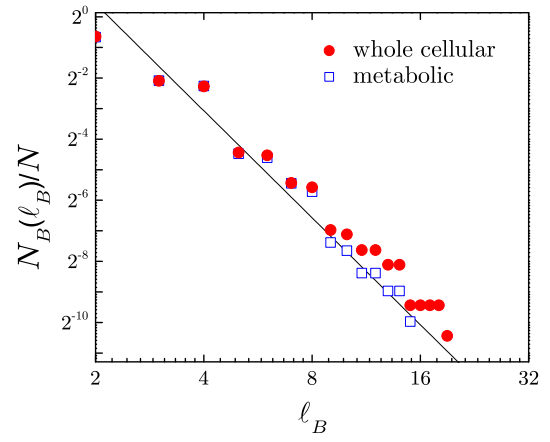 2^0
2^-2
2^-4
2^-6
2^-8
2^-10
N_B(ℓ_B)/N
whole cellular
metabolic
2 4 8 16 32
ℓ_B